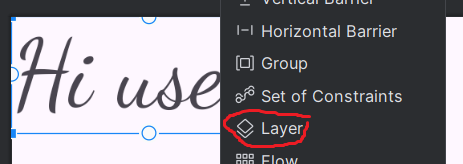 Vertical Barrier
Horizontal Barrier
Group
Hi use
Set of Constraints
Layer
Flow